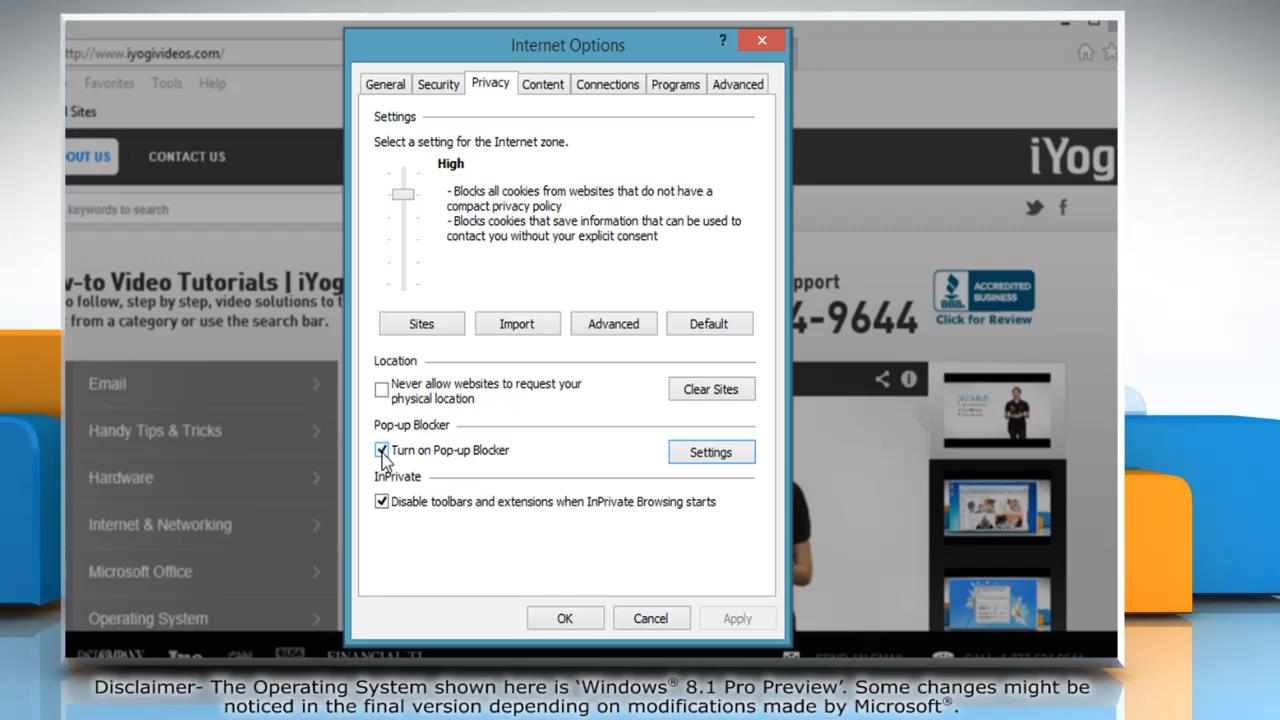 Internet Options
?
http://www.iyogivideos.com/
Favorites Tools Help
Sites
General Security Privacy Content Connections Programs Advanced
Settings
Select a setting for the Internet zone.
High
- Blocks all cookies from websites that do not have a
compact privacy policy
- Blocks cookies that save information that can be used to
contact you without your explicit consent
Sites Import Advanced Default
Location
Never allow websites to request your
physical location
Clear Sites
Pop-up Blocker
Turn on Pop-up Blocker
Settings
InPrivate
Disable toolbars and extensions when InPrivate Browsing starts
OK Cancel Apply
OUT US
CONTACT US
keywords to search
w-to Video Tutorials | iYog
o follow, step by step, video solutions to t
from a category or use the search bar.
Email
Handy Tips & Tricks
Hardware
Internet & Networking
Microsoft Office
Operating System
iYog
pport
4-9644
BBB
ACCREDITED
BUSINESS
Click for Review
Disclaimer- The Operating System shown here is ‘Windows® 8.1 Pro Preview’. Some changes might be
noticed in the final version depending on modifications made by Microsoft®.